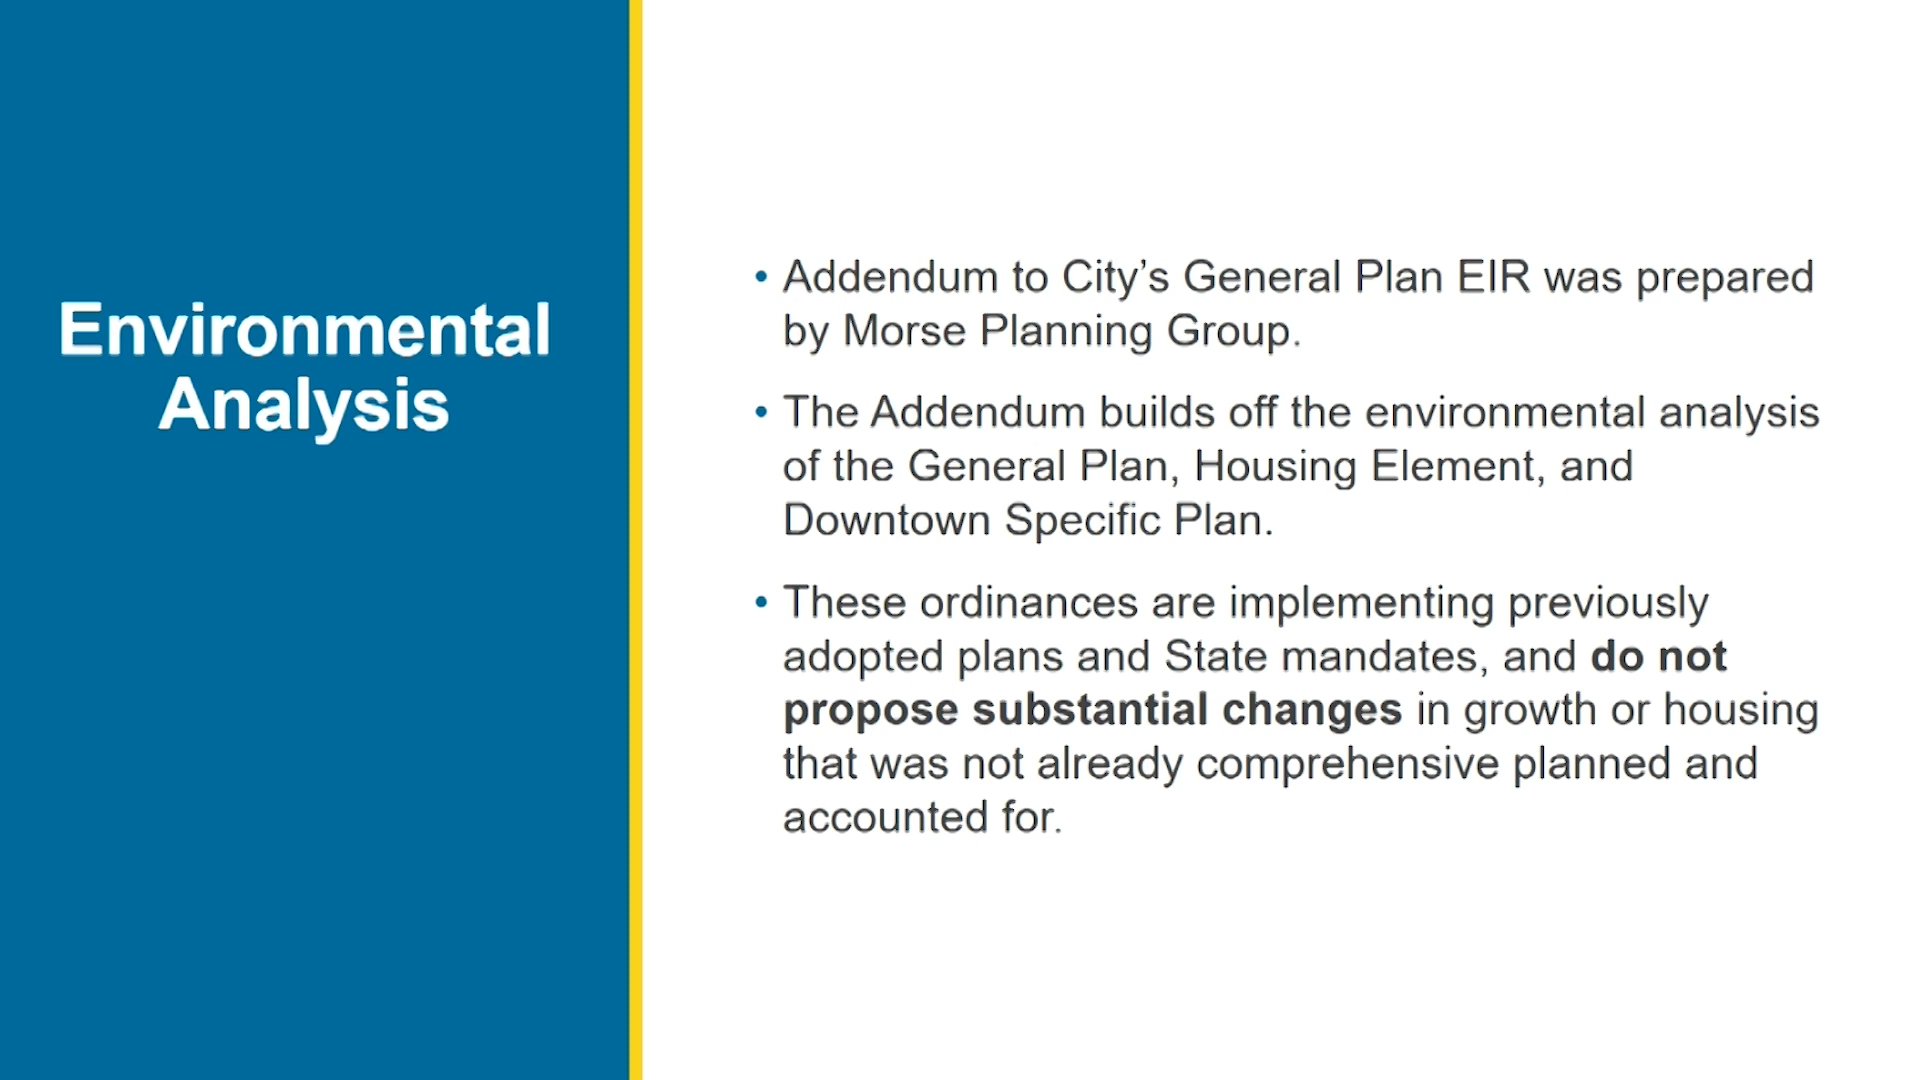 Environmental
Analysis
• Addendum to City’s General Plan EIR was prepared
by Morse Planning Group.
• The Addendum builds off the environmental analysis
of the General Plan, Housing Element, and
Downtown Specific Plan.
• These ordinances are implementing previously
adopted plans and State mandates, and do not
propose substantial changes in growth or housing
that was not already comprehensive planned and
accounted for.